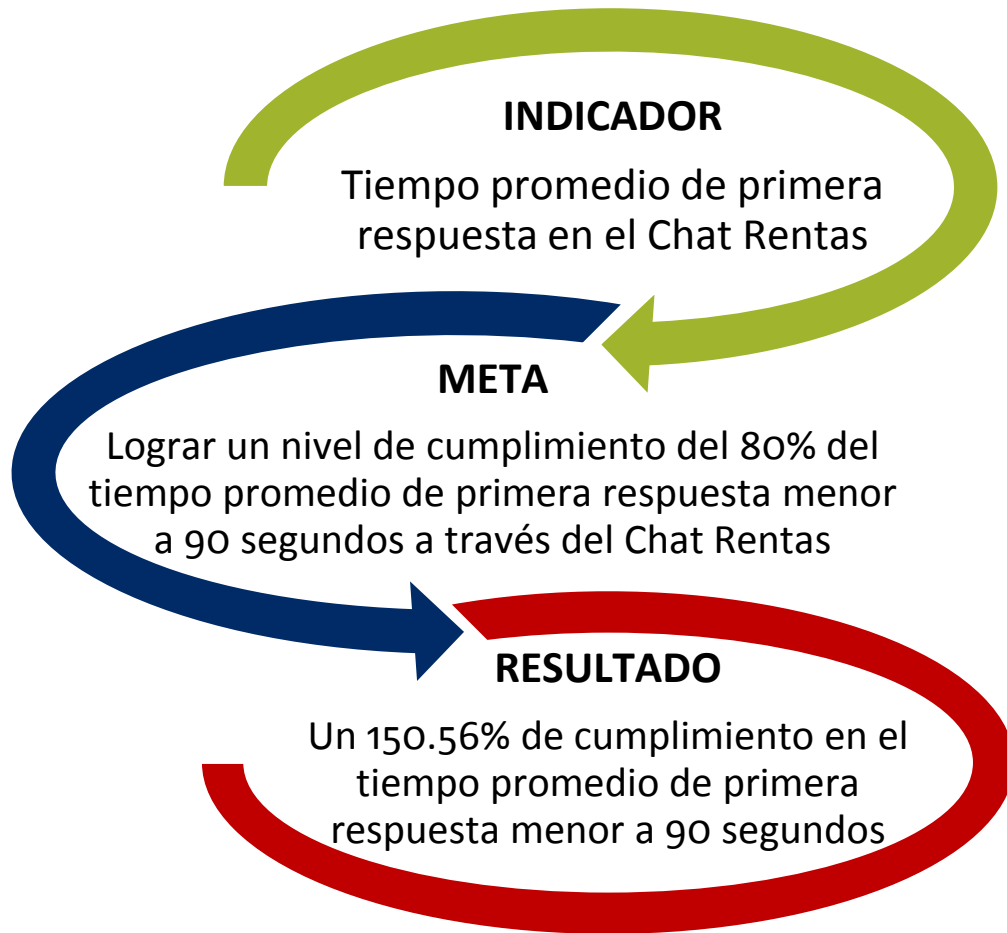 INDICADOR
Tiempo promedio de primera
respuesta en el Chat Rentas
META
Lograr un nivel de cumplimiento del 80% del
tiempo promedio de primera respuesta menor
a 90 segundos a través del Chat Rentas
RESULTADO
Un 150.56% de cumplimiento en el
tiempo promedio de primera
respuesta menor a 90 segundos